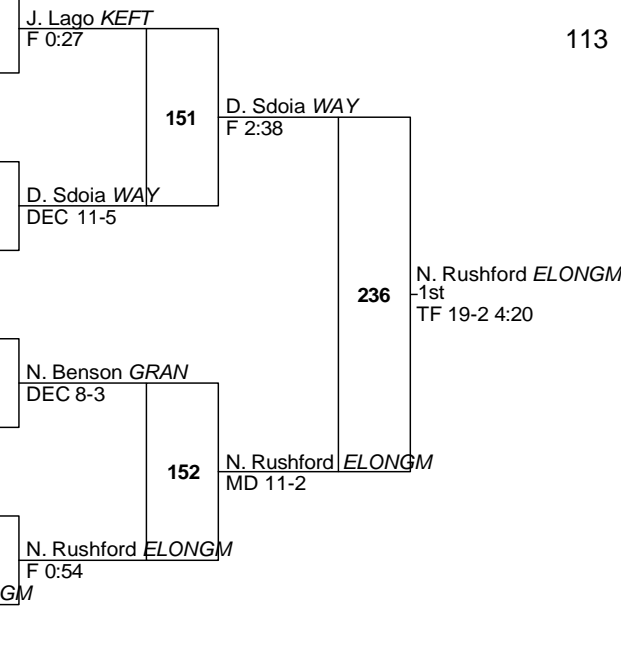 J. Lago KEFT
F 0:27
113
151
D. Sdoia WAY
F 2:38
D. Sdoia WAY
DEC 11-5
236
N. Rushford ELONGM
1st
TF 19-2 4:20
N. Benson GRAN
DEC 8-3
152
N. Rushford ELONGM
MD 11-2
N. Rushford ELONGM
F 0:54
GM